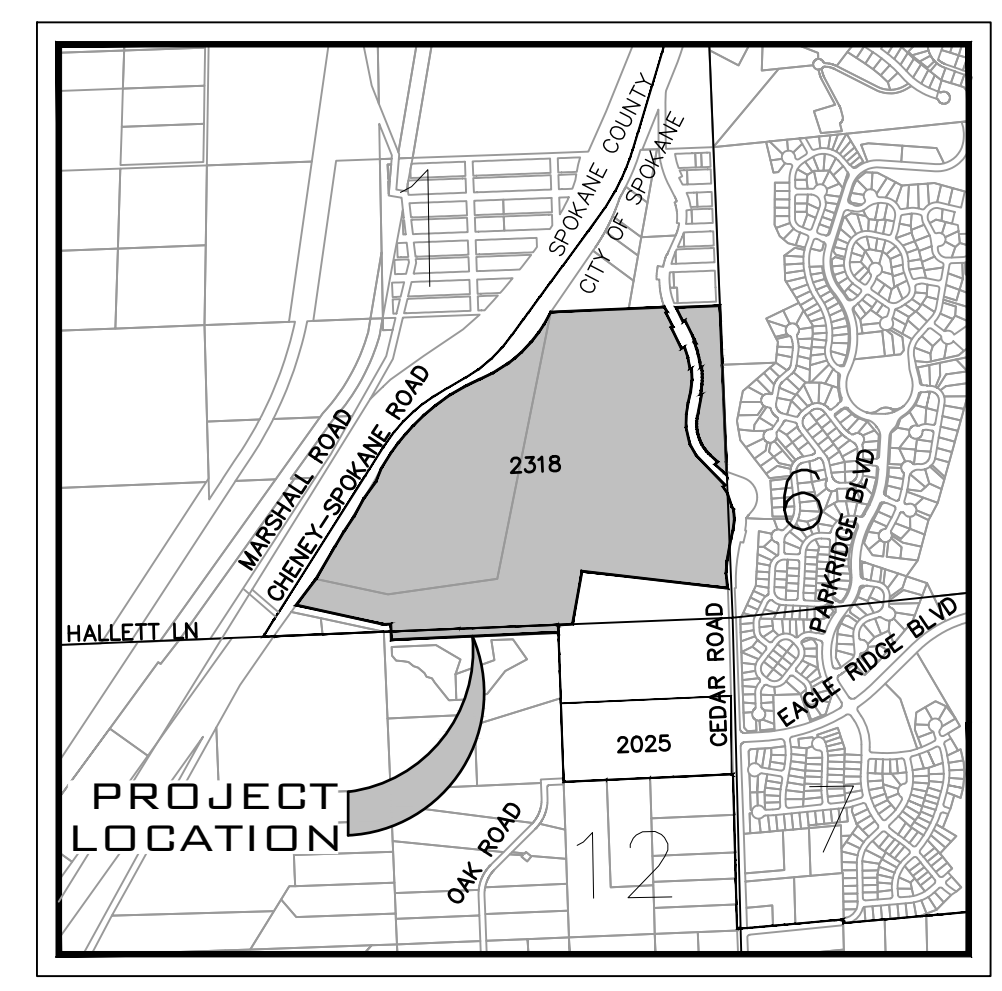 SPOKANE COUNTY
CITY OF SPOKANE
1
MARSHALL ROAD
CHENEY-SPOKANE ROAD
2318
6
PARKRIDGE BLVD
HALLETT LN
CEDAR ROAD
EAGLE RIDGE BLVD
2025
PROJECT
LOCATION
OAK ROAD
12
7